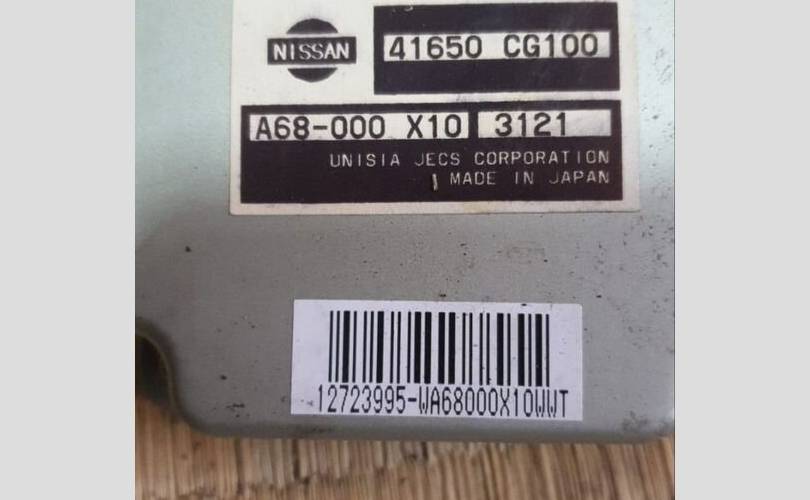 NISSAN
41650 CG100
A68-000 X10 3121
UNISIA JECS CORPORATION
MADE IN JAPAN
12723995-WA68000X10WWT